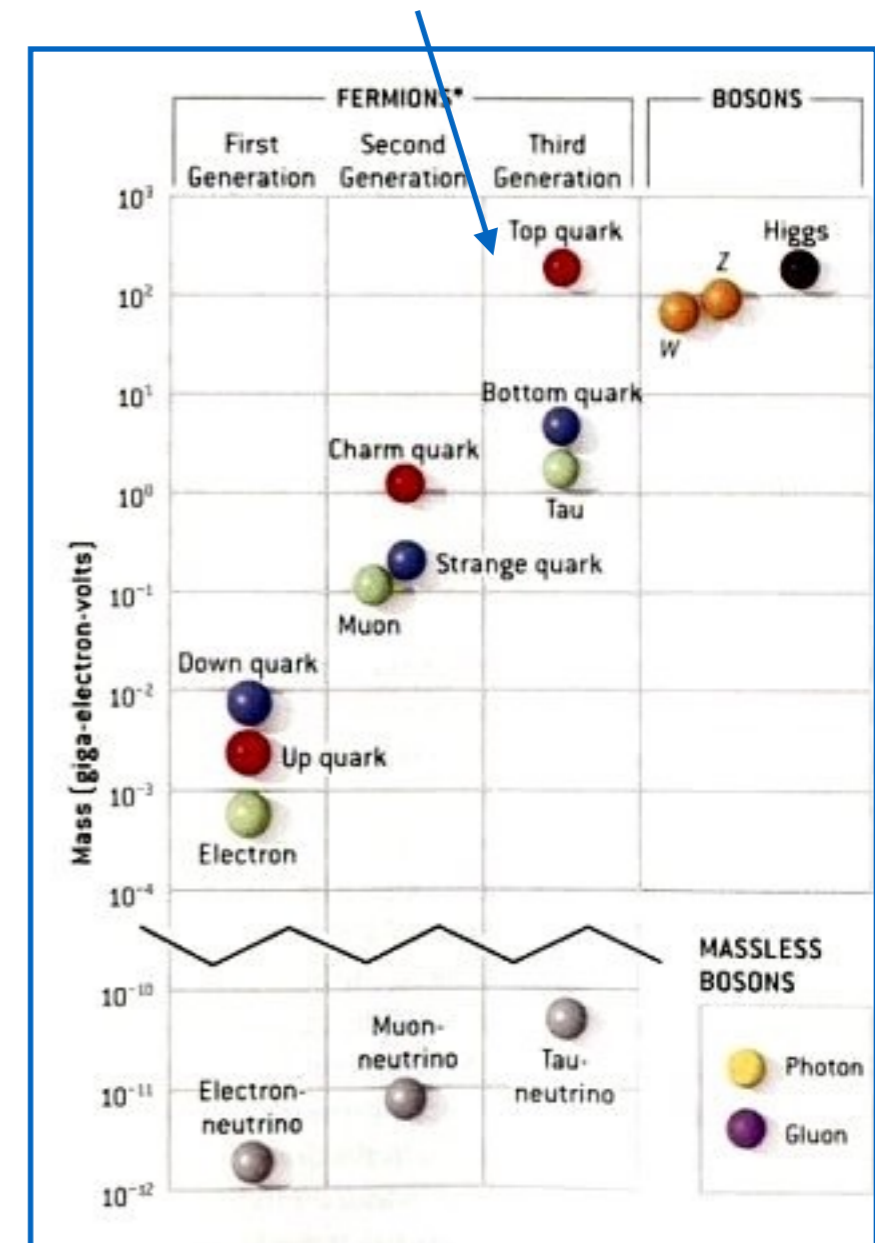 FERMIONS*
BOSONS
First
Generation
Second
Generation
Third
Generation
10³
10²
10¹
10⁰
10⁻¹
10⁻²
10⁻³
10⁻⁴
10⁻¹⁰
10⁻¹¹
10⁻¹²
Mass (giga-electron-volts)
Top quark
Higgs
Z
W
Bottom quark
Charm quark
Tau
Strange quark
Muon
Down quark
Up quark
Electron
MASSLESS
BOSONS
Muon-
neutrino
Tau-
neutrino
Electron-
neutrino
Photon
Gluon